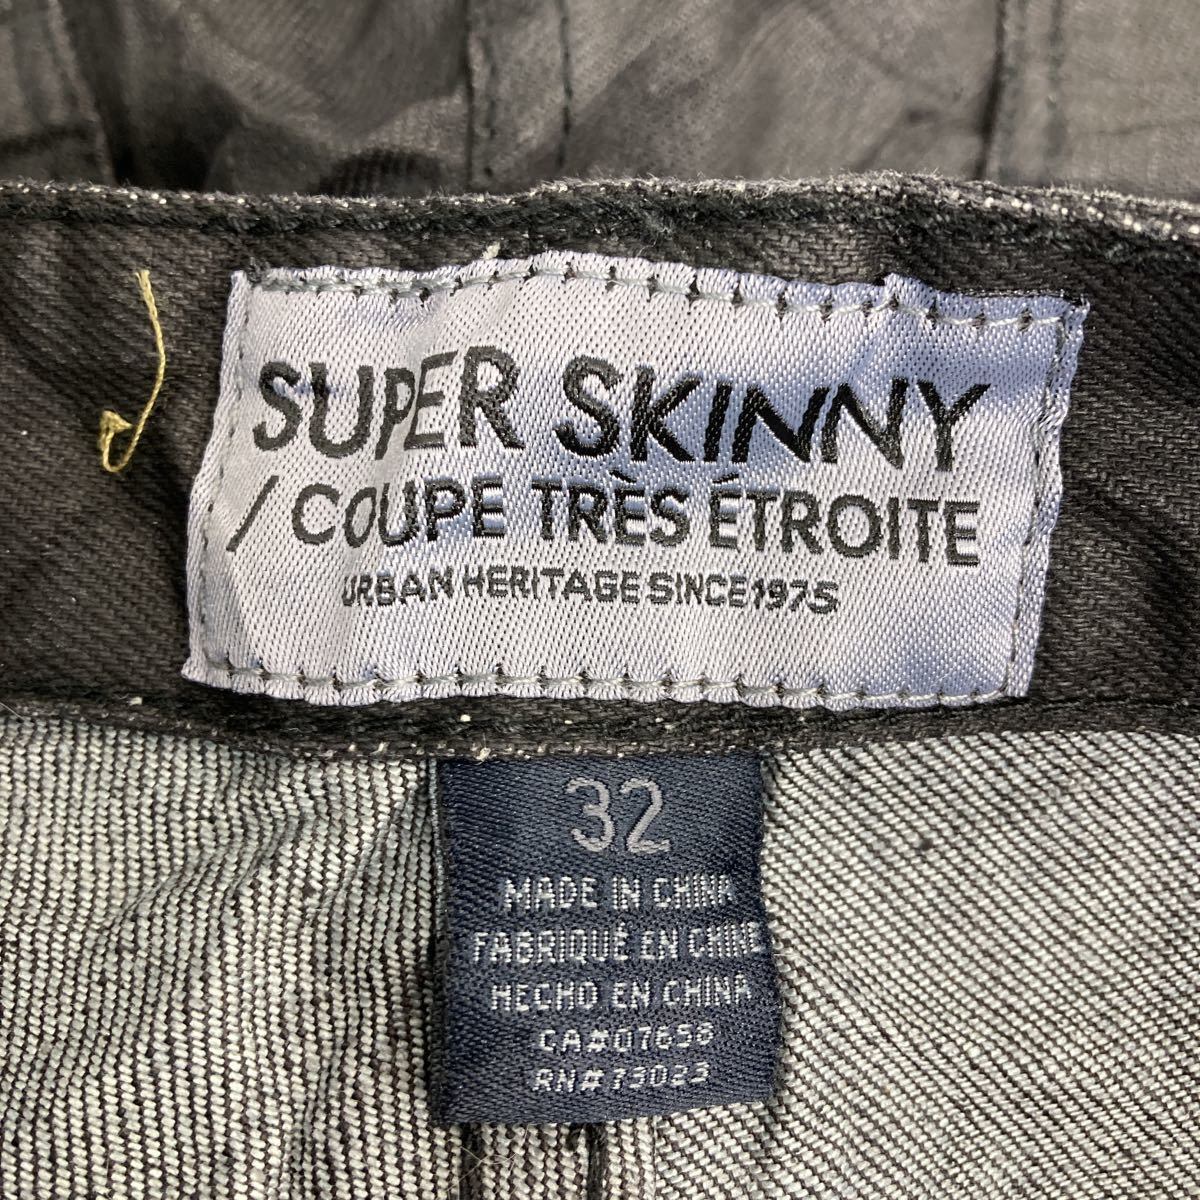 SUPER SKINNY
/ COUPE TRÈS ÉTROITE
URBAN HERITAGE SINCE 1975
32
MADE IN CHINA
FABRIQUÉ EN CHINE
HECHO EN CHINA
CA#07658
RN#73023